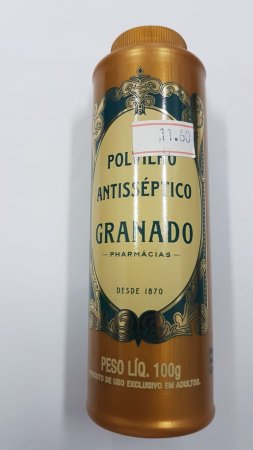 11.60
POLVILHO
ANTISSÉPTICO
GRANADO
PHARMÁCIAS
DESDE 1870
PESO LÍQ. 100g
PRODUTO DE USO EXCLUSIVO EM ADULTOS.